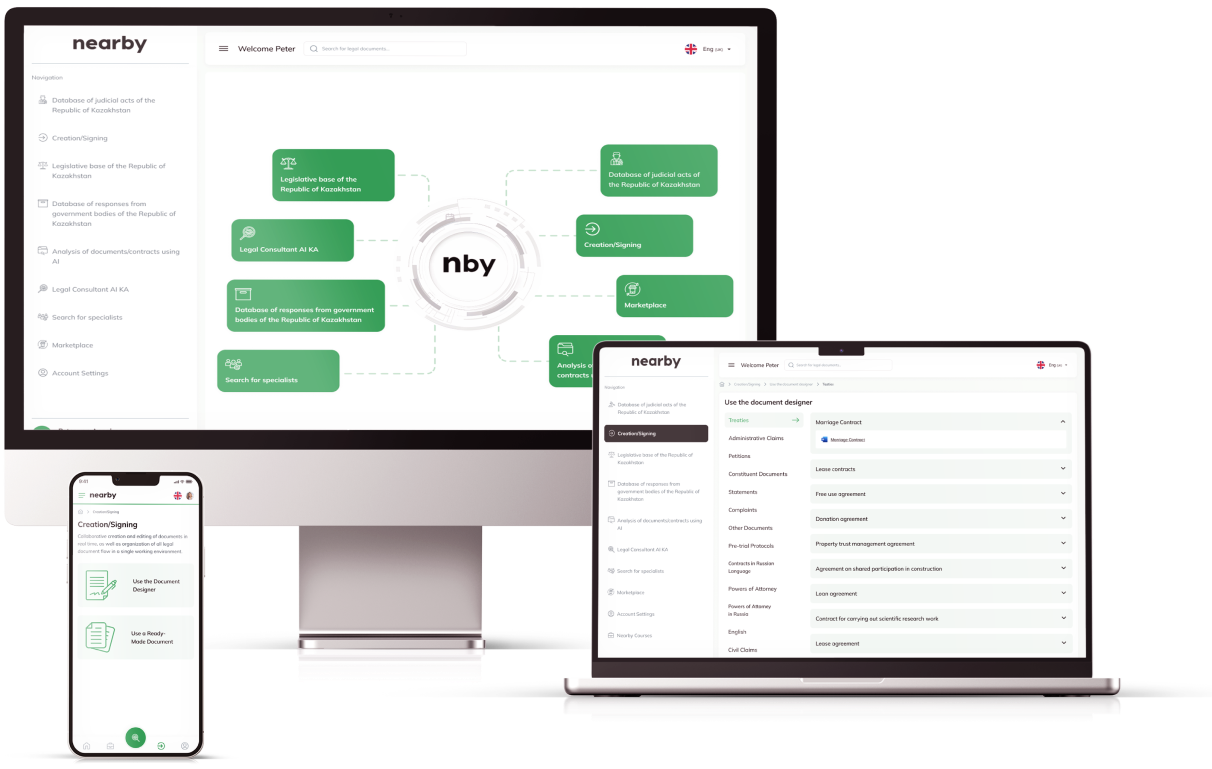 nearby
Welcome Peter
Search for legal documents...
Eng (UK)
Navigation
Database of judicial acts of the
Republic of Kazakhstan
Creation/Signing
Legislative base of the Republic of
Kazakhstan
Database of responses from
government bodies of the Republic of
Kazakhstan
Analysis of documents/contracts using
AI
Legal Consultant AI KA
Search for specialists
Marketplace
Account Settings
Legislative base of the
Republic of Kazakhstan
Legal Consultant AI KA
Database of responses from government
bodies of the Republic of Kazakhstan
Search for specialists
nby
Database of judicial acts of
the Republic of Kazakhstan
Creation/Signing
Marketplace
Analysis o
contracts
9:41
nearby
Creation/Signing
Creation/Signing
Collaborative creation and editing of documents in
real time, as well as organization of all legal
document flow in a single working environment.
Use the Document
Designer
Use a Ready-
Made Document
nearby
Welcome Peter
Search for legal documents...
Eng (UK)
Navigation
Database of judicial acts of the
Republic of Kazakhstan
Creation/Signing
Legislative base of the Republic of
Kazakhstan
Database of responses from
government bodies of the Republic of
Kazakhstan
Analysis of documents/contracts using
AI
Legal Consultant AI KA
Search for specialists
Marketplace
Account Settings
Nearby Courses
Creation/Signing > Use the document designer > Treaties
Use the document designer
Treaties
Administrative Claims
Petitions
Constituent Documents
Statements
Complaints
Other Documents
Pre-trial Protocols
Contracts in Russian
Language
Powers of Attorney
Powers of Attorney
in Russia
English
Civil Claims
Marriage Contract
Marriage Contract
Lease contracts
Free use agreement
Donation agreement
Property trust management agreement
Agreement on shared participation in construction
Loan agreement
Contract for carrying out scientific research work
Lease agreement